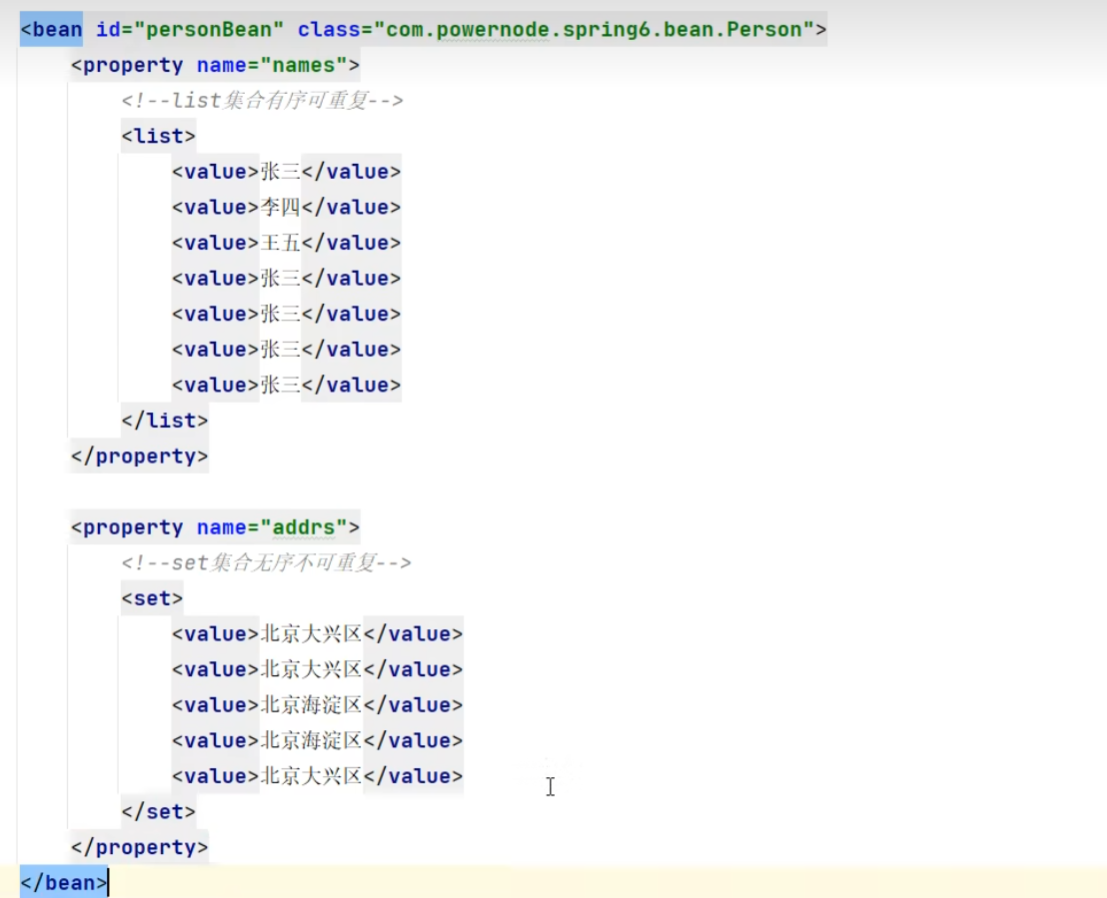 <bean id="personBean" class="com.powernode.spring6.bean.Person">
<property name="names">
<!--list集合有序可重复-->
<list>
<value>张三</value>
<value>李四</value>
<value>王五</value>
<value>张三</value>
<value>张三</value>
<value>张三</value>
<value>张三</value>
</list>
</property>
<property name="addrs">
<!--set集合无序不可重复-->
<set>
<value>北京大兴区</value>
<value>北京大兴区</value>
<value>北京海淀区</value>
<value>北京海淀区</value>
<value>北京大兴区</value>
</set>
</property>
</bean>